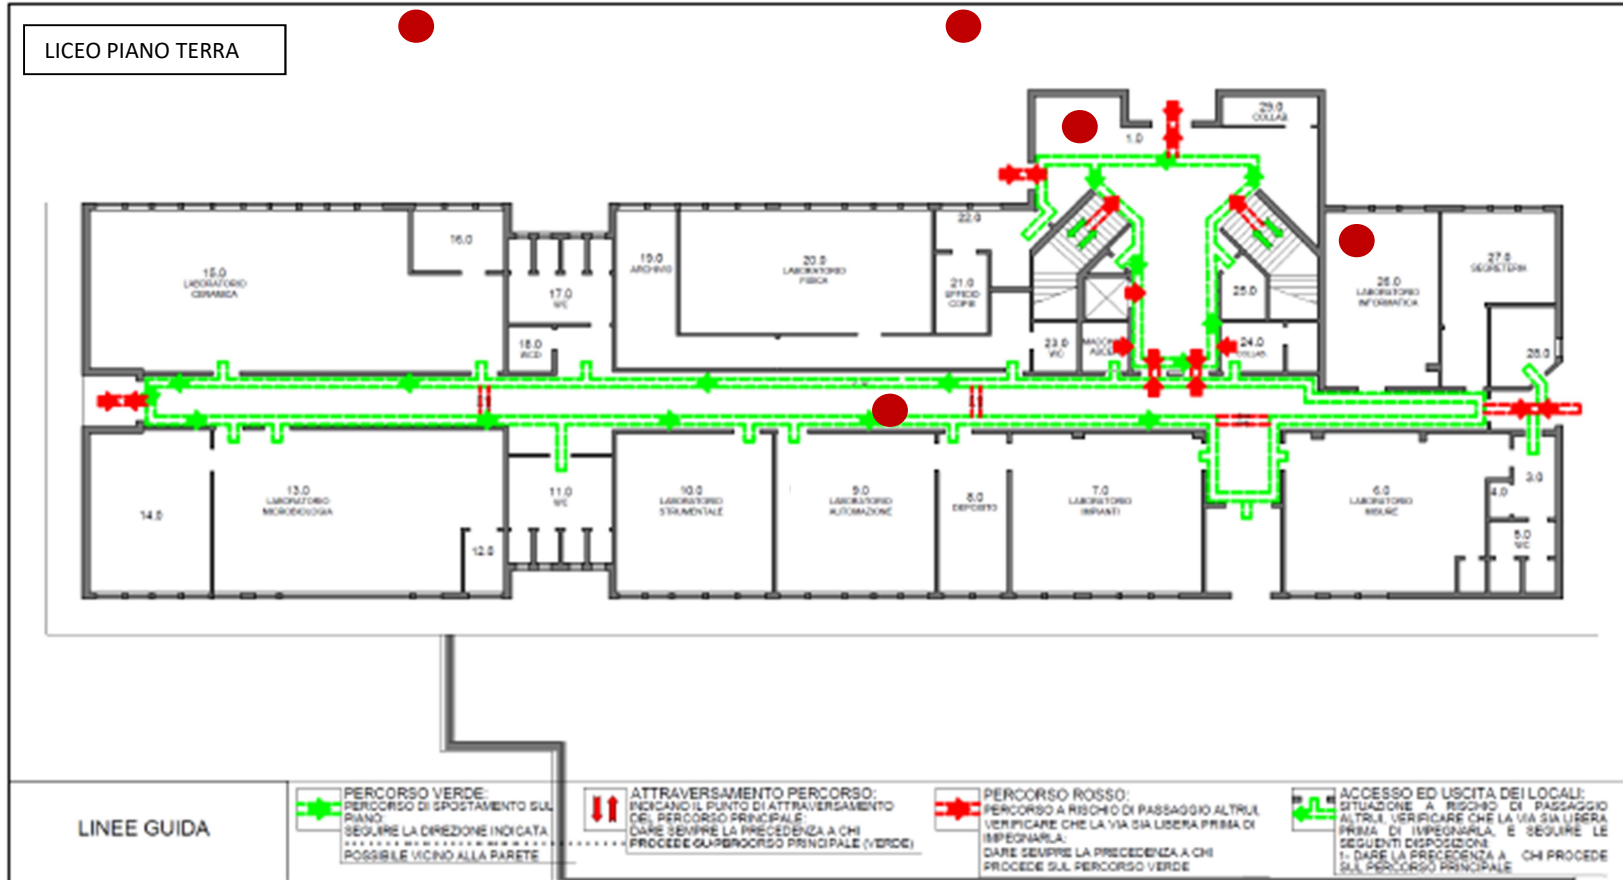 LICEO PIANO TERRA
29.0
COLLAB.
1.0
16.0
15.0
LABORATORIO
CERAMICA
17.0
WC
18.0
19.0
ARCHIVIO
20.0
LABORATORIO
FISICA
22.0
21.0
UFFICIO
COPIE
23.0
WC
25.0
24.0
COLLAB.
26.0
LABORATORIO
INFORMATICA
27.0
SEGRETERIA
28.0
14.0
13.0
LABORATORIO
MICROBIOLOGIA
12.0
11.0
WC
10.0
LABORATORIO
STRUMENTALE
9.0
LABORATORIO
AUTOMAZIONE
8.0
DEPOSITO
7.0
LABORATORIO
IMPIANTI
6.0
LABORATORIO
MISURE
4.0
3.0
5.0
WC
LINEE GUIDA
PERCORSO VERDE:
PERCORSO DI SPOSTAMENTO SUL
PIANO:
SEGUIRE LA DIREZIONE INDICATA
POSSIBILE VICINO ALLA PARETE
ATTRAVERSAMENTO PERCORSO:
INDICANO IL PUNTO DI ATTRAVERSAMENTO
DEL PERCORSO PRINCIPALE:
DARE SEMPRE LA PRECEDENZA A CHI
PROCEDE SU PERCORSO PRINCIPALE (VERDE)
PERCORSO ROSSO:
PERCORSO A RISCHIO DI PASSAGGIO ALTRUI,
VERIFICARE CHE LA VIA SIA LIBERA PRIMA DI
IMPEGNARLA:
DARE SEMPRE LA PRECEDENZA A CHI
PROCEDE SUL PERCORSO VERDE
ACCESSO ED USCITA DEI LOCALI:
SITUAZIONE A RISCHIO DI PASSAGGIO
ALTRUI, VERIFICARE CHE LA VIA SIA LIBERA
PRIMA DI IMPEGNARLA, E SEGUIRE LE
SEGUENTI DISPOSIZIONI:
1- DARE LA PRECEDENZA A CHI PROCEDE
SUL PERCORSO PRINCIPALE